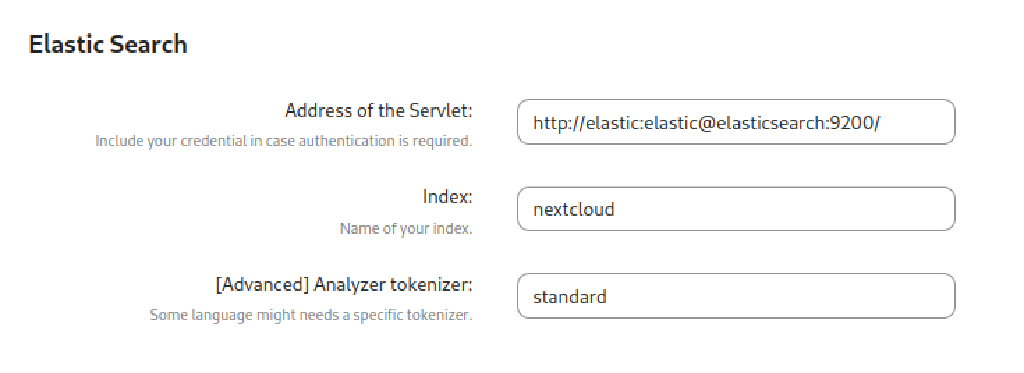 Elastic Search
Address of the Servlet:
http://elastic:elastic@elasticsearch:9200/
Include your credential in case authentication is required.
Index:
nextcloud
Name of your index.
[Advanced] Analyzer tokenizer:
standard
Some language might needs a specific tokenizer.